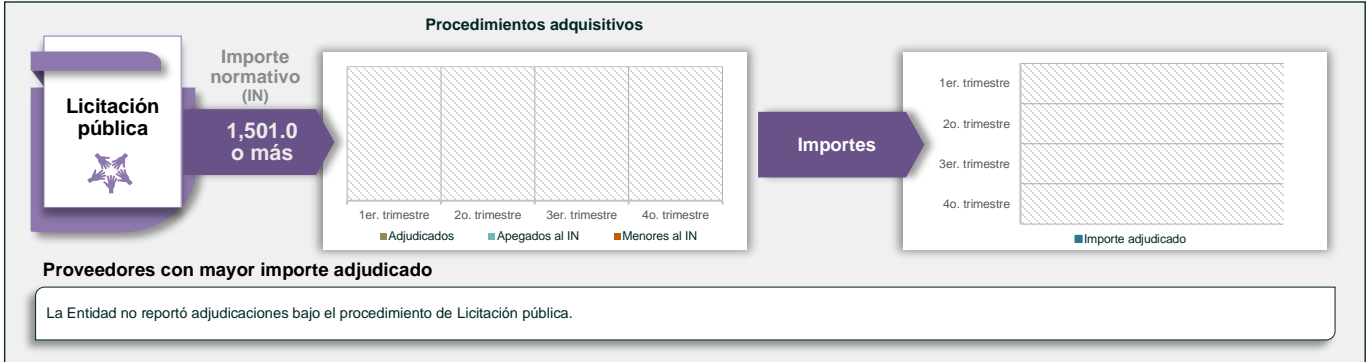 Procedimientos adquisitivos
Licitación
pública
Importe
normativo
(IN)
1,501.0
o más
1er. trimestre 2o. trimestre 3er. trimestre 4o. trimestre
Adjudicados Apegados al IN Menores al IN
Importes
1er. trimestre
2o. trimestre
3er. trimestre
4o. trimestre
Importe adjudicado
Proveedores con mayor importe adjudicado
La Entidad no reportó adjudicaciones bajo el procedimiento de Licitación pública.